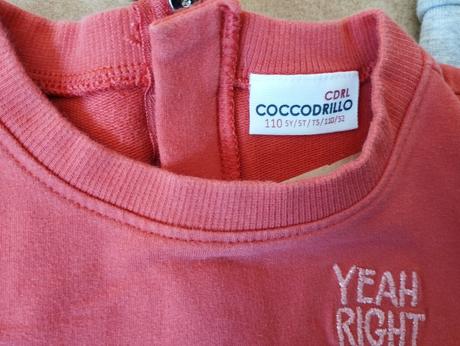 CDRL
COCCODRILLO
110 5Y/5T/T5/110/52
YEAH
RIGHT